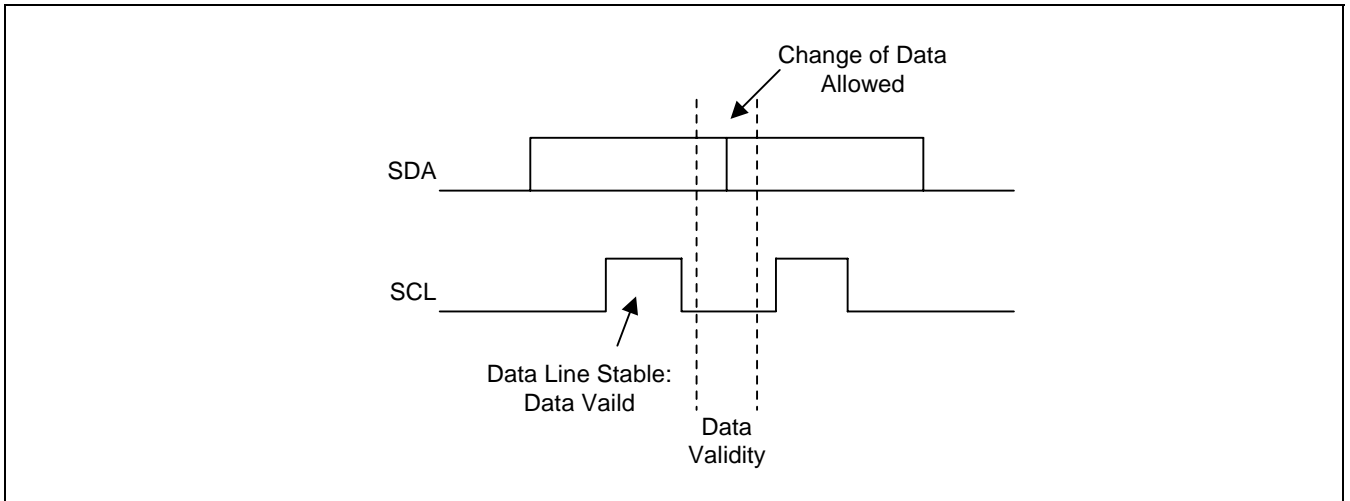 Change of Data
Allowed
SDA
SCL
Data Line Stable:
Data Vaild
Data
Validity